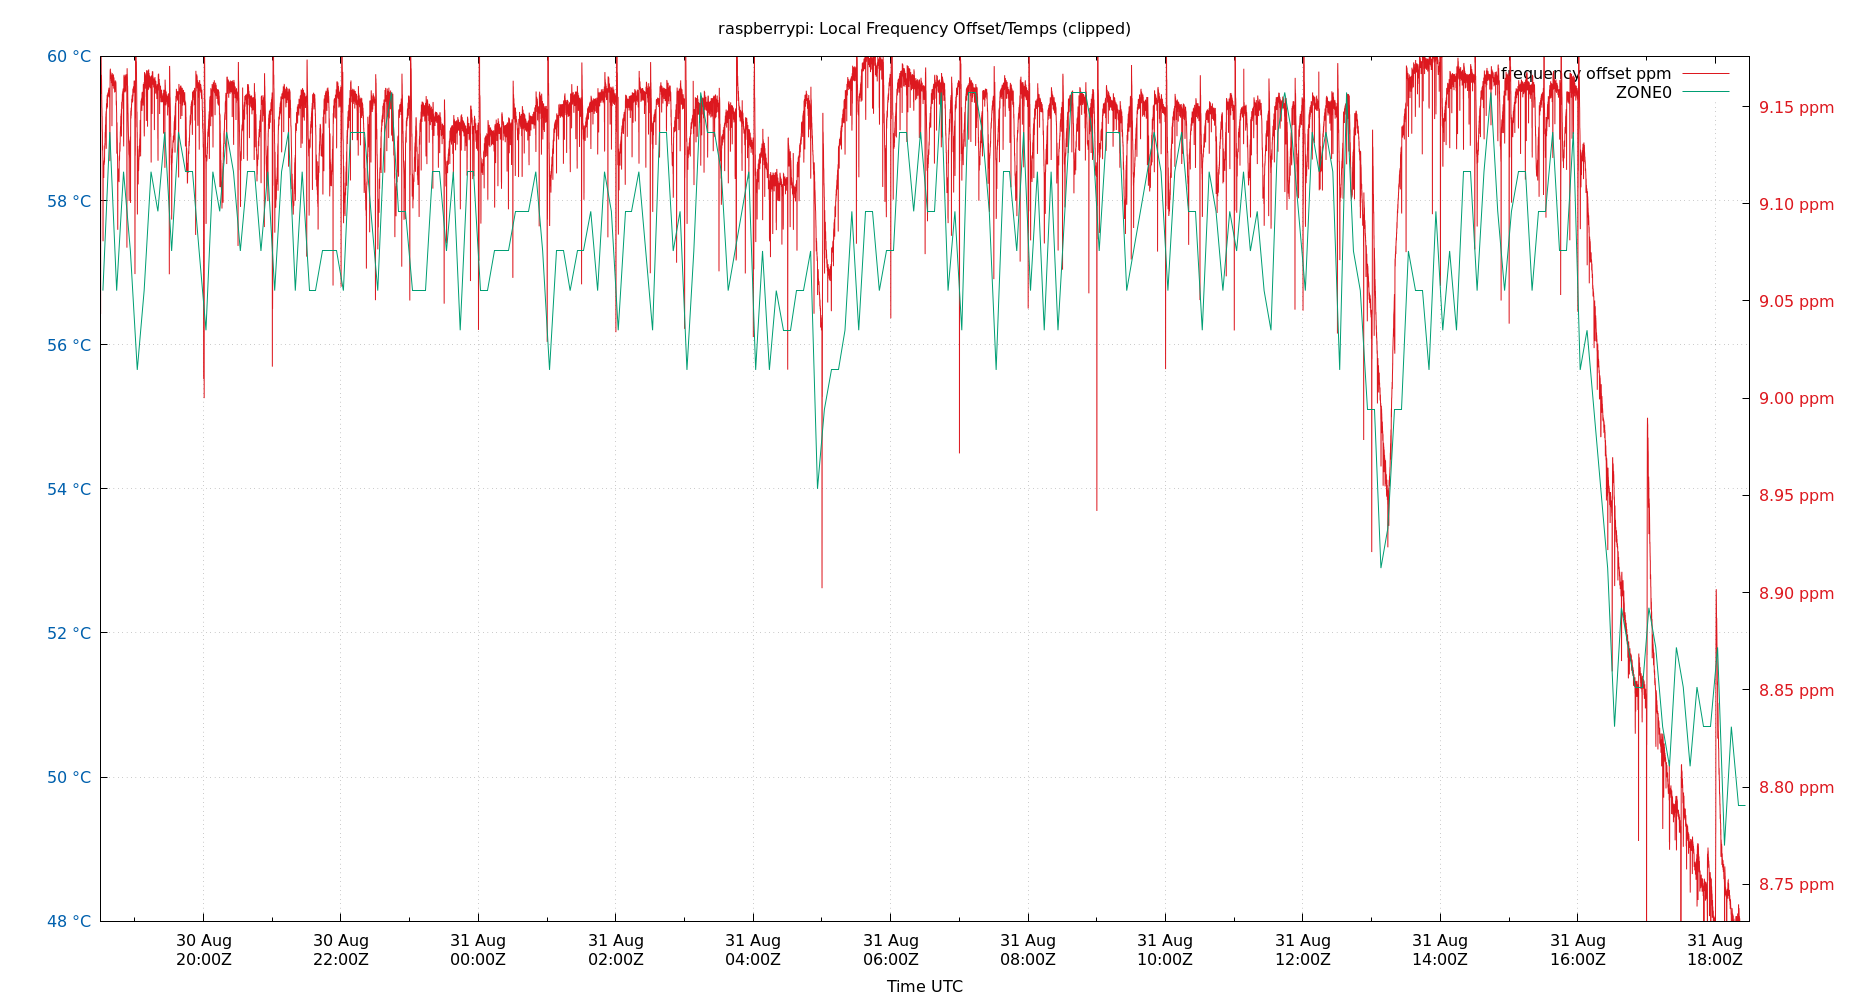 raspberrypi: Local Frequency Offset/Temps (clipped)
60 °C
58 °C
56 °C
54 °C
52 °C
50 °C
48 °C
frequency offset ppm
ZONE0
9.15 ppm
9.10 ppm
9.05 ppm
9.00 ppm
8.95 ppm
8.90 ppm
8.85 ppm
8.80 ppm
8.75 ppm
30 Aug 30 Aug 31 Aug 31 Aug 31 Aug 31 Aug 31 Aug 31 Aug 31 Aug 31 Aug 31 Aug 31 Aug
20:00Z 22:00Z 00:00Z 02:00Z 04:00Z 06:00Z 08:00Z 10:00Z 12:00Z 14:00Z 16:00Z 18:00Z
Time UTC